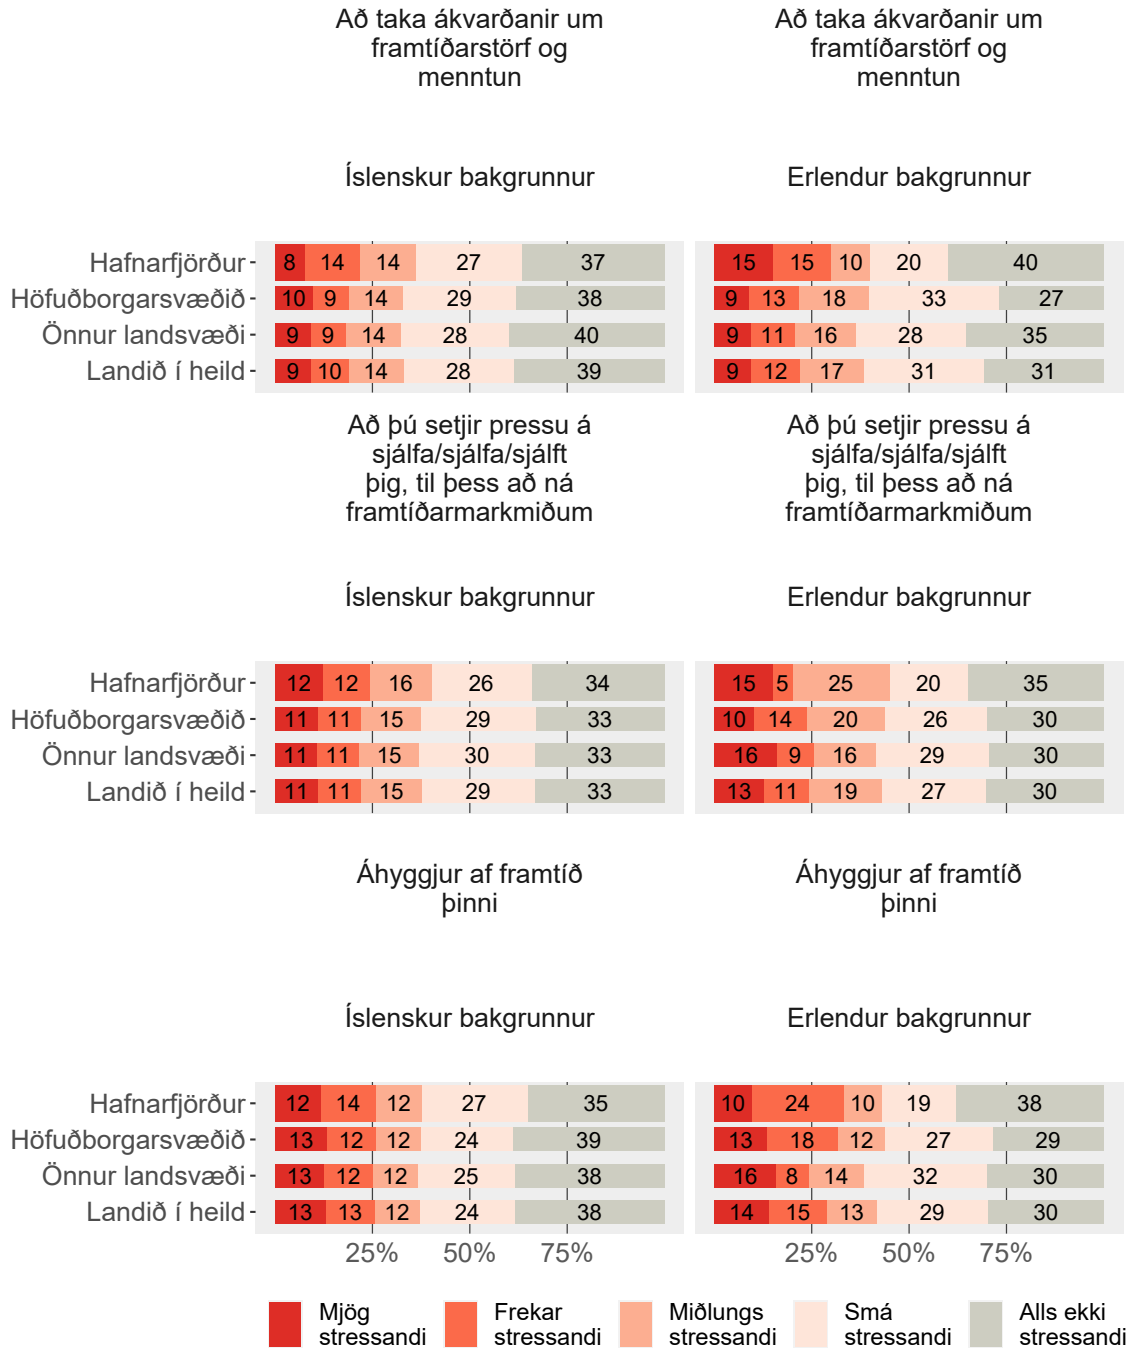 Að taka ákvarðanir um
framtíðarstörf og
menntun
Að taka ákvarðanir um
framtíðarstörf og
menntun
Íslenskur bakgrunnur
Erlendur bakgrunnur
Hafnarfjörður 8 14 14 27 37 15 15 10 20 40
Höfuðborgarsvæðið 10 9 14 29 38 9 13 18 33 27
Önnur landsvæði 9 9 14 28 40 9 11 16 28 35
Landið í heild 9 10 14 28 39 9 12 17 31 31
Að þú setjir pressu á
sjálfa/sjálfa/sjálft
þig, til þess að ná
framtíðarmarkmiðum
Að þú setjir pressu á
sjálfa/sjálfa/sjálft
þig, til þess að ná
framtíðarmarkmiðum
Íslenskur bakgrunnur
Erlendur bakgrunnur
Hafnarfjörður 12 12 16 26 34 15 5 25 20 35
Höfuðborgarsvæðið 11 11 15 29 33 10 14 20 26 30
Önnur landsvæði 11 11 15 30 33 16 9 16 29 30
Landið í heild 11 11 15 29 33 13 11 19 27 30
Áhyggjur af framtíð
þinni
Áhyggjur af framtíð
þinni
Íslenskur bakgrunnur
Erlendur bakgrunnur
Hafnarfjörður 12 14 12 27 35 10 24 10 19 38
Höfuðborgarsvæðið 13 12 12 24 39 13 18 12 27 29
Önnur landsvæði 13 12 12 25 38 16 8 14 32 30
Landið í heild 13 13 12 24 38 14 15 13 29 30
25% 50% 75% 25% 50% 75%
Mjög
stressandi
Frekar
stressandi
Miðlungs
stressandi
Smá
stressandi
Alls ekki
stressandi